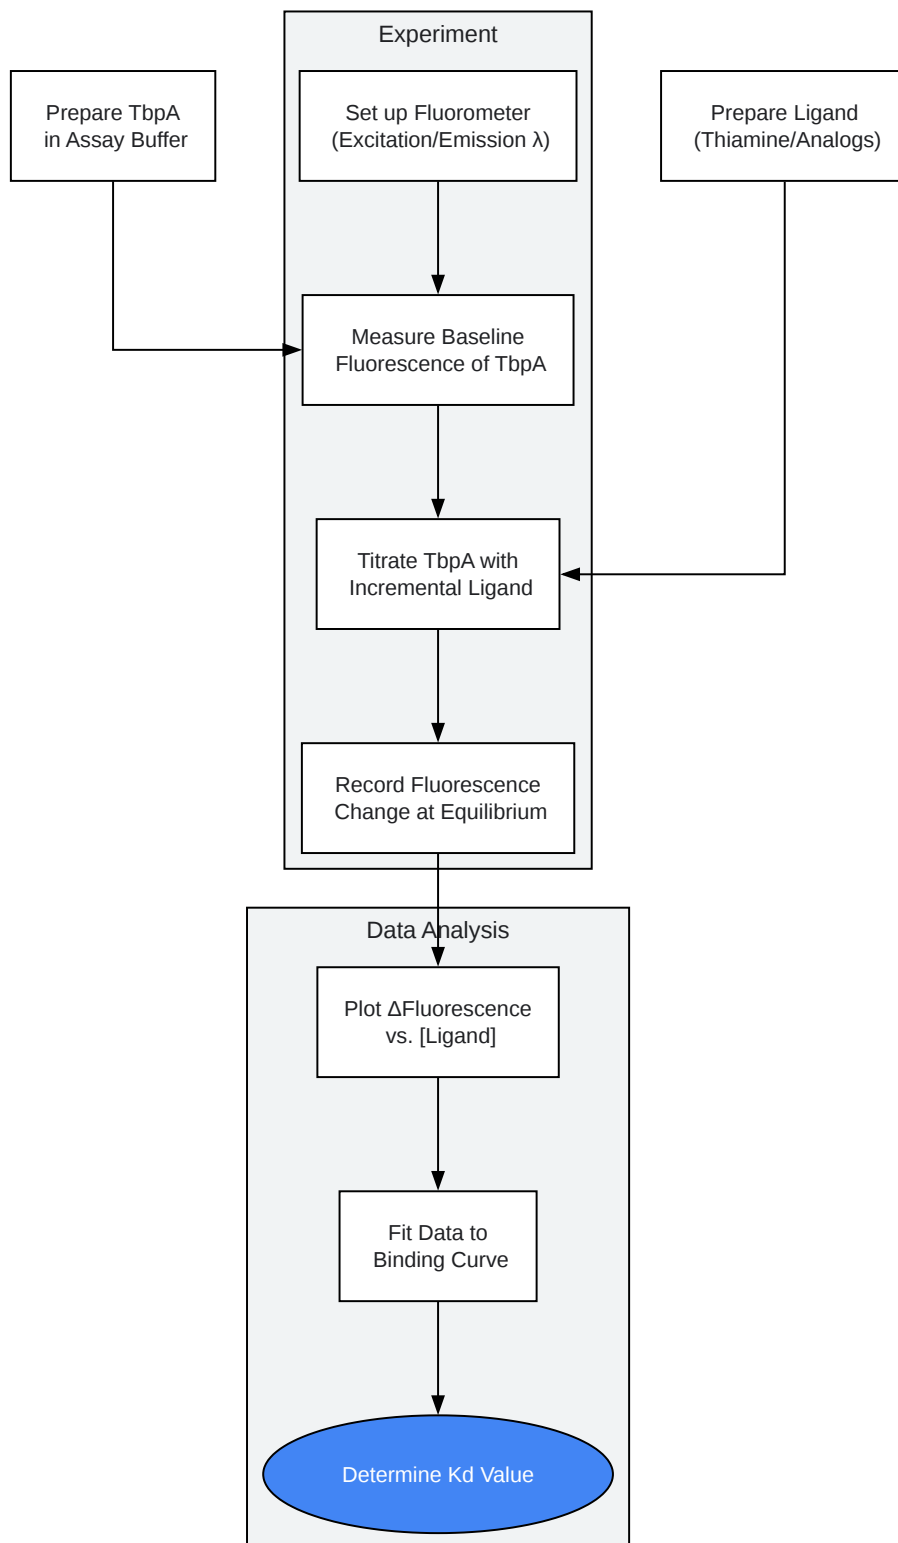 Experiment
Prepare TbpA
in Assay Buffer
Set up Fluorometer
(Excitation/Emission λ)
Prepare Ligand
(Thiamine/Analogs)
Measure Baseline
Fluorescence of TbpA
Titrate TbpA with
Incremental Ligand
Record Fluorescence
Change at Equilibrium
Data Analysis
Plot ΔFluorescence
vs. [Ligand]
Fit Data to
Binding Curve
Determine Kd Value